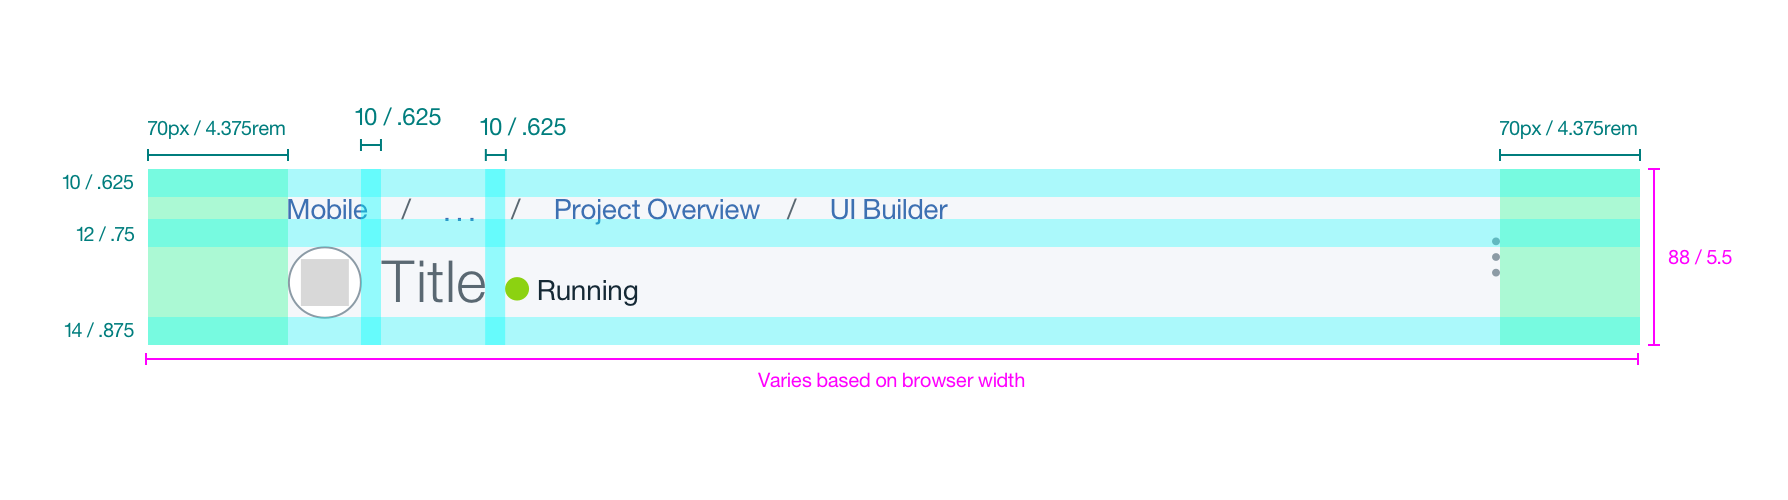 10 / .625
10 / .625
70px / 4.375rem
70px / 4.375rem
10 / .625
Mobile / ... / Project Overview / UI Builder
12 / .75
88 / 5.5
Title Running
14 / .875
Varies based on browser width